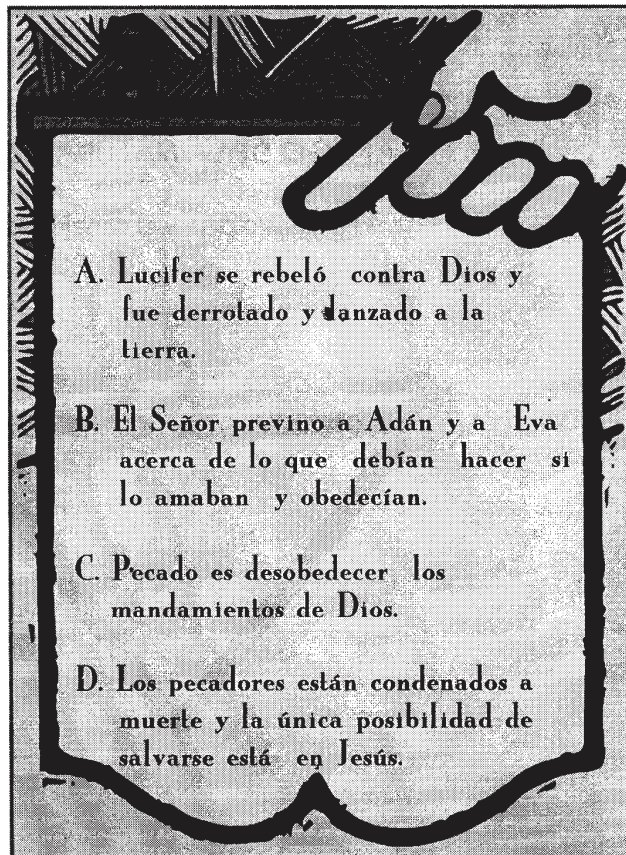 A. Lucifer se rebeló contra Dios y
fue derrotado y lanzado a la
tierra.
B. El Señor previno a Adán y a Eva
acerca de lo que debían hacer si
lo amaban y obedecían.
C. Pecado es desobedecer los
mandamientos de Dios.
D. Los pecadores están condenados a
muerte y la única posibilidad de
salvarse está en Jesús.